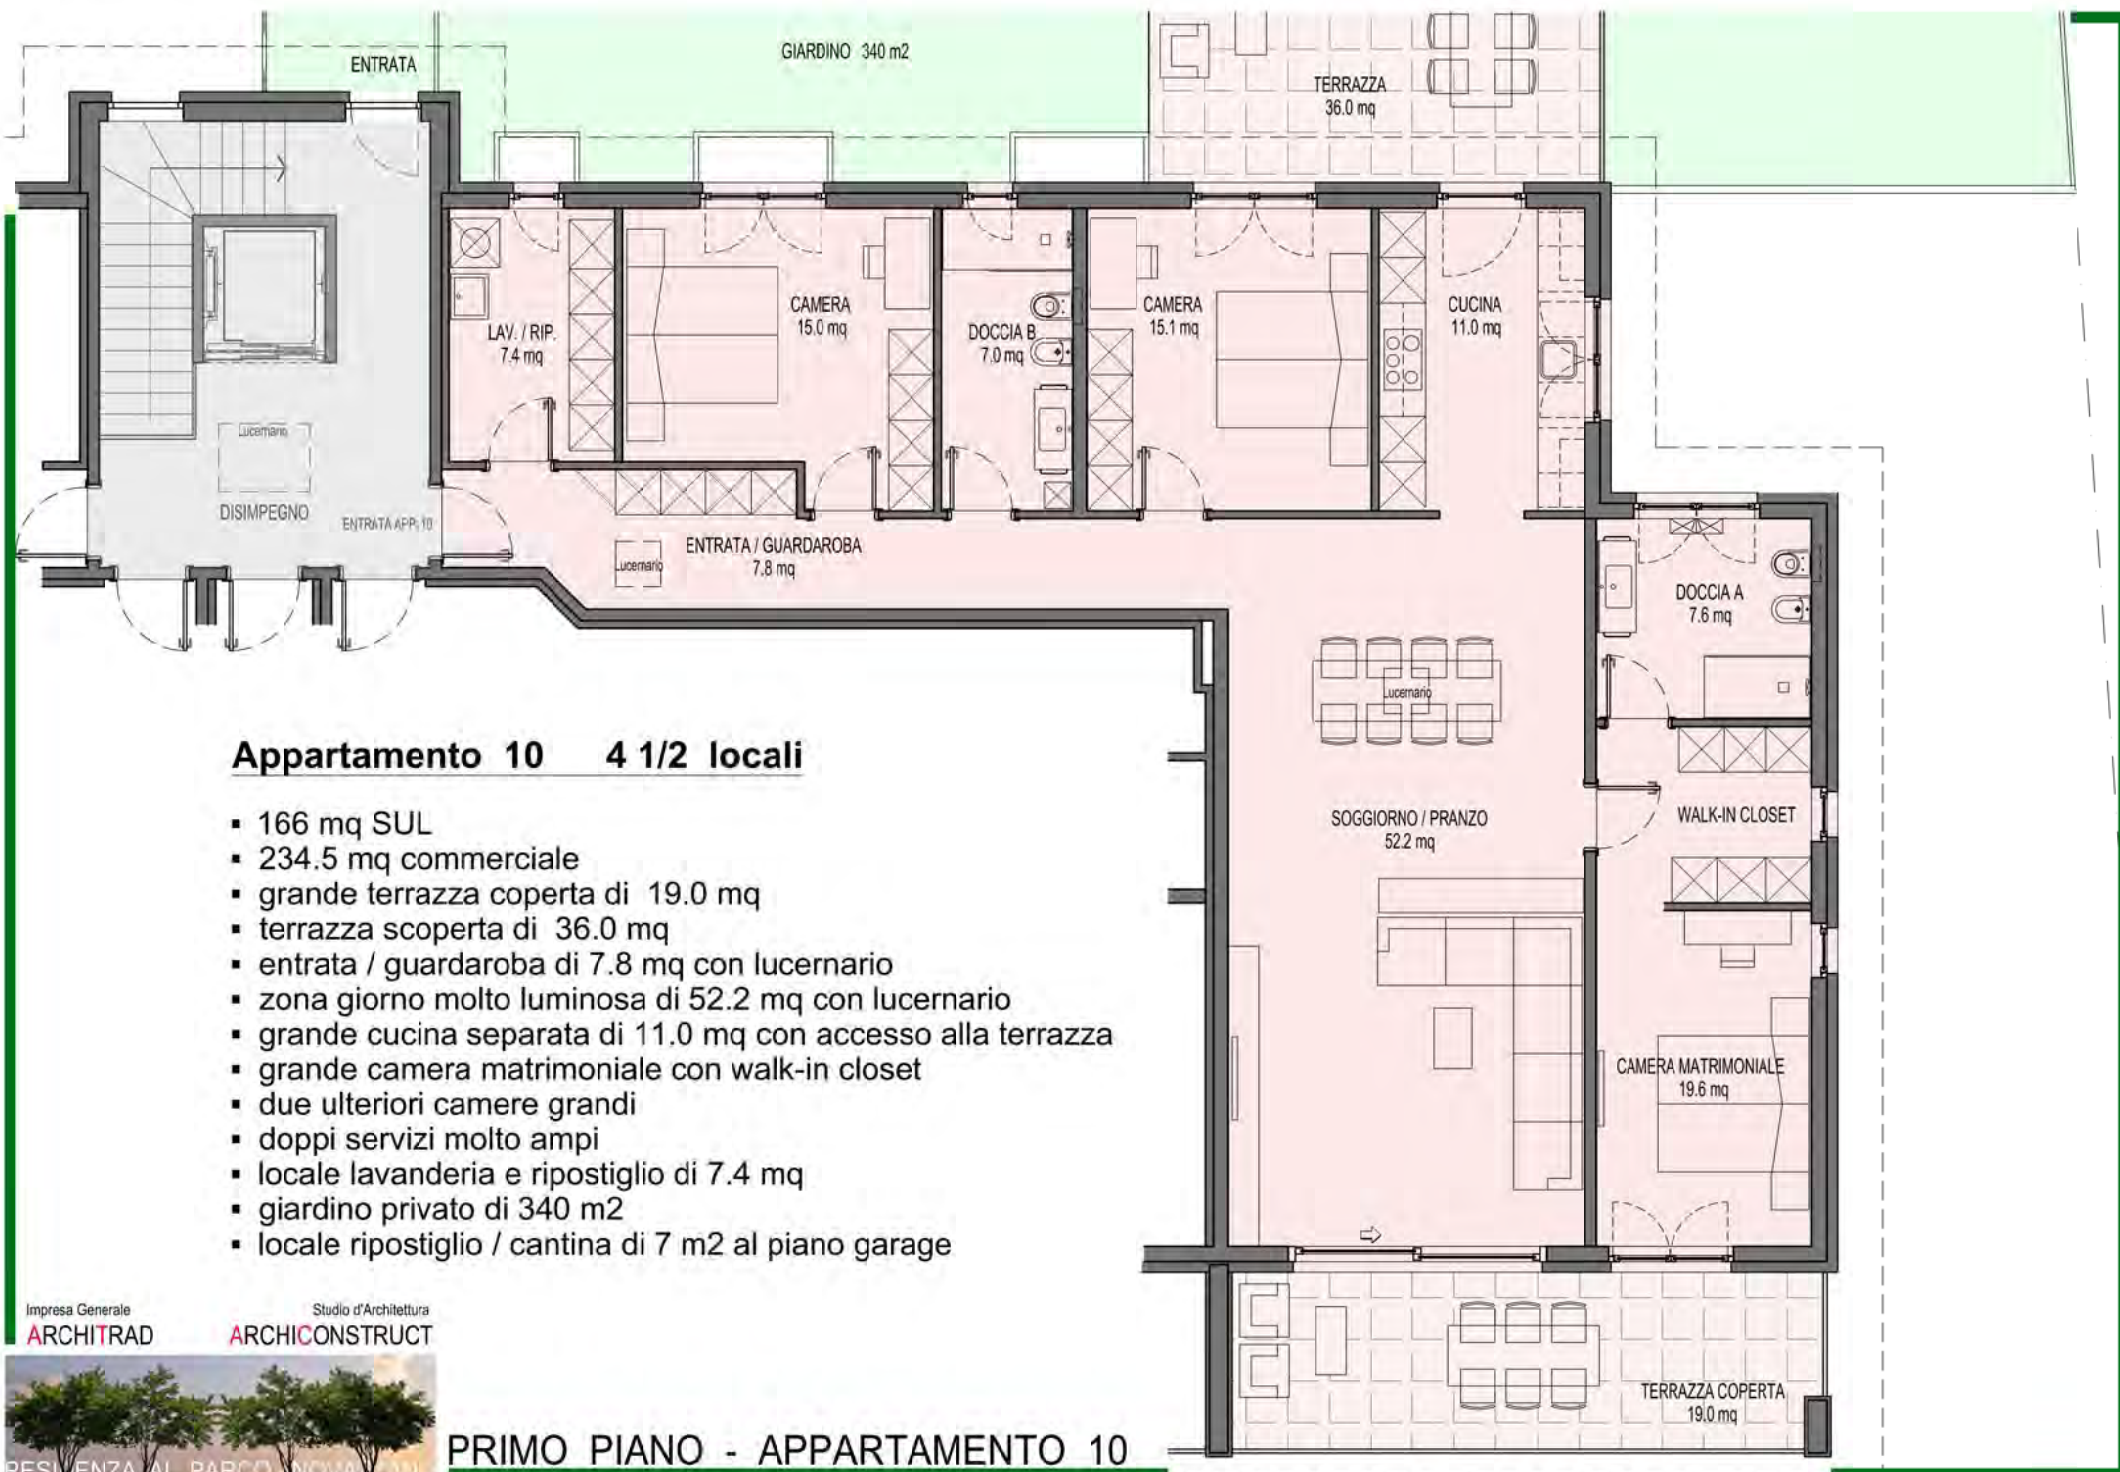 ENTRATA
GIARDINO 340 m2
TERRAZZA
36.0 mq
LAV. / RIP.
7.4 mq
CAMERA
15.0 mq
DOCCIA B
7.0 mq
CAMERA
15.1 mq
CUCINA
11.0 mq
Lucernario
DISIMPEGNO
ENTRATA APP. 10
Lucernario
ENTRATA / GUARDAROBA
7.8 mq
DOCCIA A
7.6 mq
Lucernario
WALK-IN CLOSET
SOGGIORNO / PRANZO
52.2 mq
CAMERA MATRIMONIALE
19.6 mq
TERRAZZA COPERTA
19.0 mq
Appartamento 10 4 1/2 locali
▪ 166 mq SUL
▪ 234.5 mq commerciale
▪ grande terrazza coperta di 19.0 mq
▪ terrazza scoperta di 36.0 mq
▪ entrata / guardaroba di 7.8 mq con lucernario
▪ zona giorno molto luminosa di 52.2 mq con lucernario
▪ grande cucina separata di 11.0 mq con accesso alla terrazza
▪ grande camera matrimoniale con walk-in closet
▪ due ulteriori camere grandi
▪ doppi servizi molto ampi
▪ locale lavanderia e ripostiglio di 7.4 mq
▪ giardino privato di 340 m2
▪ locale ripostiglio / cantina di 7 m2 al piano garage
Impresa Generale
ARCHITRAD
Studio d'Architettura
ARCHICONSTRUCT
AL PARCO
PRIMO PIANO - APPARTAMENTO 10